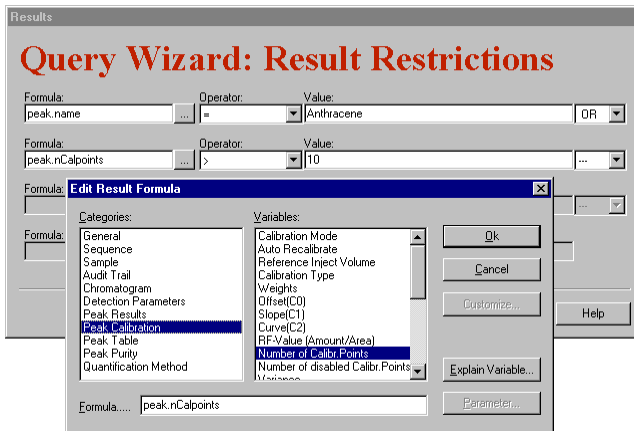 Results
Query Wizard: Result Restrictions
Formula: Operator: Value:
peak.name ... = Anthracene OR
Formula: Operator: Value:
peak.nCalpoints ... > 10 ---
Formula:
---
Formula:
Help
Edit Result Formula
Categories:
General
Sequence
Sample
Audit Trail
Chromatogram
Detection Parameters
Peak Results
Peak Calibration
Peak Table
Peak Purity
Quantification Method
Variables:
Calibration Mode
Auto Recalibrate
Reference Inject Volume
Calibration Type
Weights
Offset(C0)
Slope(C1)
Curve(C2)
RF-Value (Amount/Area)
Number of Calibr.Points
Number of disabled Calibr.Points
Variance
Ok
Cancel
Customize...
Explain Variable...
Parameter...
Formula..... peak.nCalpoints